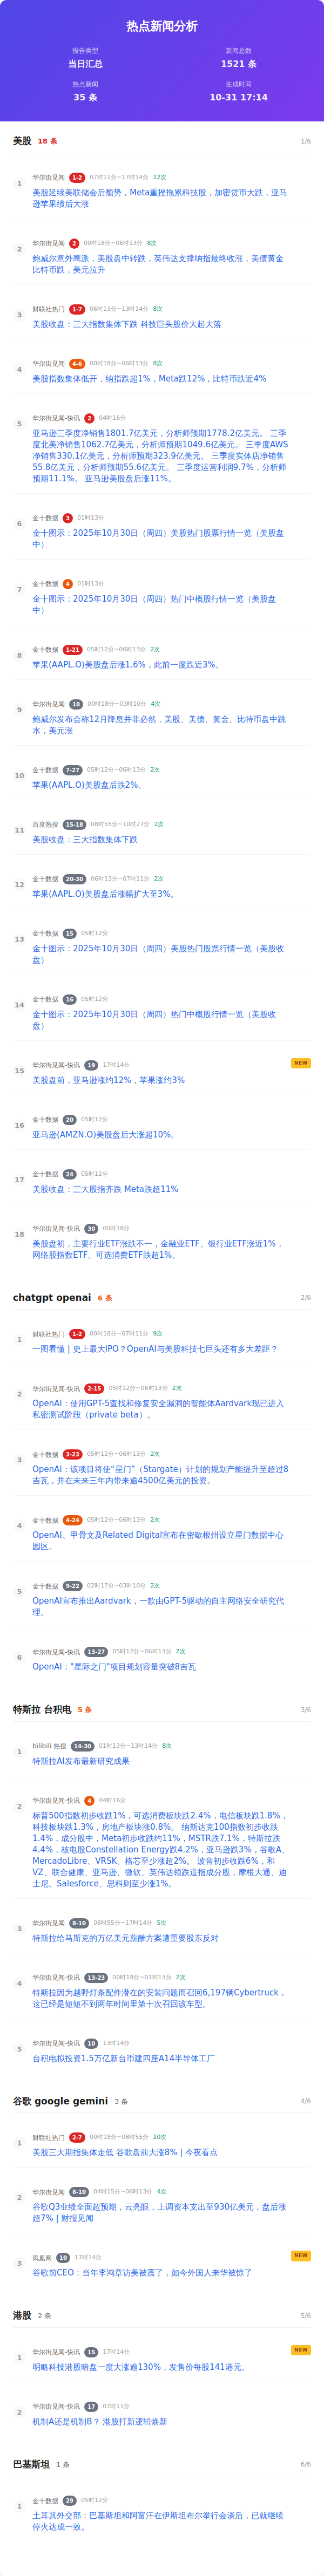 热点新闻分析
报告类型
新闻总数
当日汇总
1521 条
热点新闻
生成时间
35 条
10-31 17:14
美股 18 条 1/6
1
华尔街见闻 1-2 07时11分~17时14分 12次
美股延续美联储会后颓势，Meta重挫拖累科技股，加密货币大跌，亚马
逊苹果绩后大涨
2
华尔街见闻 2 00时18分~06时13分 8次
鲍威尔意外鹰派，美股盘中转跌，英伟达支撑纳指最终收涨，美债黄金
比特币跌，美元拉升
3
财联社热门 1-7 06时13分~13时14分 8次
美股收盘：三大指数集体下跌 科技巨头股价大起大落
4
华尔街见闻 4-6 00时18分~06时13分 8次
美股指数集体低开，纳指跌超1%，Meta跌12%，比特币跌近4%
5
华尔街见闻-快讯 2 04时16分
亚马逊三季度净销售1801.7亿美元，分析师预期1778.2亿美元。 三季
度北美净销售1062.7亿美元，分析师预期1049.6亿美元。 三季度AWS
净销售330.1亿美元，分析师预期323.9亿美元。 三季度实体店净销售
55.8亿美元，分析师预期55.6亿美元。 三季度运营利润9.7%，分析师
预期11.1%。 亚马逊美股盘后涨11%。
6
金十数据 3 01时13分
金十图示：2025年10月30日（周四）美股热门股票行情一览（美股盘
中）
7
金十数据 4 01时13分
金十图示：2025年10月30日（周四）热门中概股行情一览（美股盘
中）
8
金十数据 1-21 05时12分~06时13分 2次
苹果(AAPL.O)美股盘后涨1.6%，此前一度跌近3%。
9
华尔街见闻 10 00时18分~03时10分 4次
鲍威尔发布会称12月降息并非必然，美股、美债、黄金、比特币盘中跳
水，美元涨
10
金十数据 7-27 05时12分~06时13分 2次
苹果(AAPL.O)美股盘后跌2%。
11
百度热搜 15-18 08时55分~10时27分 2次
美股收盘：三大指数集体下跌
12
金十数据 20-30 06时13分~07时11分 2次
苹果(AAPL.O)美股盘后涨幅扩大至3%。
13
金十数据 15 05时12分
金十图示：2025年10月30日（周四）美股热门股票行情一览（美股收
盘）
14
金十数据 16 05时12分
金十图示：2025年10月30日（周四）热门中概股行情一览（美股收
盘）
15
华尔街见闻-快讯 19 17时14分 NEW
美股盘前，亚马逊涨约12%，苹果涨约3%
16
金十数据 20 05时12分
亚马逊(AMZN.O)美股盘后大涨超10%。
17
金十数据 24 05时12分
美股收盘：三大股指齐跌 Meta跌超11%
18
华尔街见闻-快讯 30 00时18分
美股盘初，主要行业ETF涨跌不一，金融业ETF、银行业ETF涨近1%，
网络股指数ETF、可选消费ETF跌超1%。
chatgpt openai 6 条 2/6
1
财联社热门 1-2 00时18分~07时11分 9次
一图看懂 | 史上最大IPO？OpenAI与美股科技七巨头还有多大差距？
2
华尔街见闻-快讯 2-15 05时12分~06时13分 2次
OpenAI：使用GPT-5查找和修复安全漏洞的智能体Aardvark现已进入
私密测试阶段（private beta）。
3
金十数据 3-23 05时12分~06时13分 2次
OpenAI：该项目将使“星门”（Stargate）计划的规划产能提升至超过8
吉瓦，并在未来三年内带来逾4500亿美元的投资。
4
金十数据 4-24 05时12分~06时13分 2次
OpenAI、甲骨文及Related Digital宣布在密歇根州设立星门数据中心
园区。
5
金十数据 9-22 02时17分~03时10分 2次
OpenAI宣布推出Aardvark，一款由GPT-5驱动的自主网络安全研究代
理。
6
华尔街见闻-快讯 13-27 05时12分~06时13分 2次
OpenAI："星际之门"项目规划容量突破8吉瓦
特斯拉 台积电 5 条 3/6
1
bilibili 热搜 14-30 01时13分~13时14分 8次
特斯拉AI发布最新研究成果
2
华尔街见闻-快讯 4 04时16分
标普500指数初步收跌1%，可选消费板块跌2.4%，电信板块跌1.8%，
科技板块跌1.3%，房地产板块涨0.8%。 纳斯达克100指数初步收跌
1.4%，成分股中，Meta初步收跌约11%，MSTR跌7.1%，特斯拉跌
4.4%，核电股Constellation Energy跌4.2%，亚马逊跌3%，谷歌A、
MercadoLibre、VRSK、格芯至少涨超2%。 波音初步收跌6%，和
VZ、联合健康、亚马逊、微软、英伟达领跌道指成分股，摩根大通、迪
士尼、Salesforce、思科则至少涨1%。
3
华尔街见闻 8-10 08时55分~17时14分 5次
特斯拉给马斯克的万亿美元薪酬方案遭重要股东反对
4
华尔街见闻-快讯 13-23 00时18分~01时13分 2次
特斯拉因为越野灯条配件潜在的安装问题而召回6,197辆Cybertruck，
这已经是短短不到两年时间里第十次召回该车型。
5
华尔街见闻-快讯 10 13时14分
台积电拟投资1.5万亿新台币建四座A14半导体工厂
谷歌 google gemini 3 条 4/6
1
财联社热门 2-7 00时18分~08时55分 10次
美股三大期指集体走低 谷歌盘前大涨8% | 今夜看点
2
华尔街见闻 8-10 04时15分~06时13分 4次
谷歌Q3业绩全面超预期，云亮眼，上调资本支出至930亿美元，盘后涨
超7% | 财报见闻
3
凤凰网 10 17时14分 NEW
谷歌前CEO：当年李鸿章访美被震了，如今外国人来华被惊了
港股 2 条 5/6
1
华尔街见闻-快讯 15 17时14分 NEW
明略科技港股暗盘一度大涨逾130%，发售价每股141港元。
2
华尔街见闻-快讯 17 07时11分
机制A还是机制B？ 港股打新逻辑焕新
巴基斯坦 1 条 6/6
1
金十数据 29 05时12分
土耳其外交部：巴基斯坦和阿富汗在伊斯坦布尔举行会谈后，已就继续
停火达成一致。